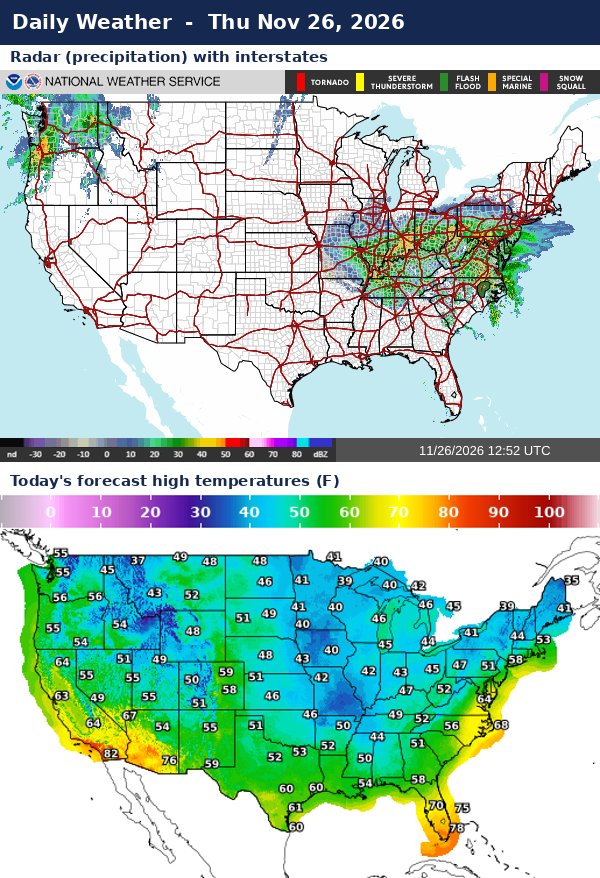 Daily Weather - Thu Nov 26, 2026
Radar (precipitation) with interstates
NATIONAL WEATHER SERVICE
TORNADO
SEVERE THUNDERSTORM
FLASH FLOOD
SPECIAL MARINE
SNOW SQUALL
nd -30 -20 -10 0 10 20 30 40 50 60 70 80 dBZ
11/26/2026 12:52 UTC
Today's forecast high temperatures (F)
0 10 20 30 40 50 60 70 80 90 100
55 37 49 48 48 41 40
55 45 46 41 39 40 42 35
56 56 43 52 41 40 46 45 39 41
55 54 48 51 49 40 46 41 44 53
54 51 49 48 43 40 45 44 58
64 55 55 50 59 51 42 42 43 45 47 51
63 49 55 51 58 46 47 52 64
64 67 54 55 51 46 50 49 52 56 68
82 76 59 52 53 52 44 51
50 54 58
60 60 70 75
61 60 78